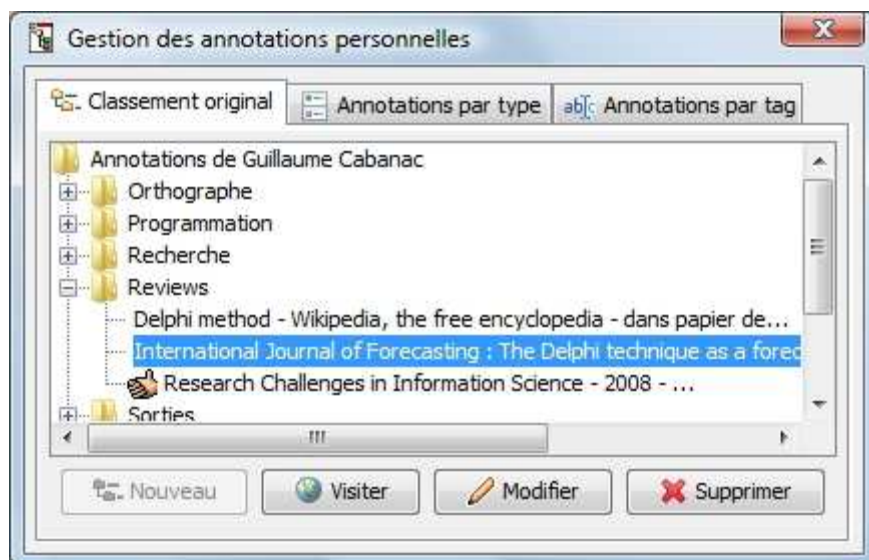 Gestion des annotations personnelles
Classement original
Annotations par type
Annotations par tag
Annotations de Guillaume Cabanac
Orthographe
Programmation
Recherche
Reviews
Delphi method - Wikipedia, the free encyclopedia - dans papier de...
International Journal of Forecasting : The Delphi technique as a forec
Research Challenges in Information Science - 2008 - ...
Sorties
Nouveau
Visiter
Modifier
Supprimer